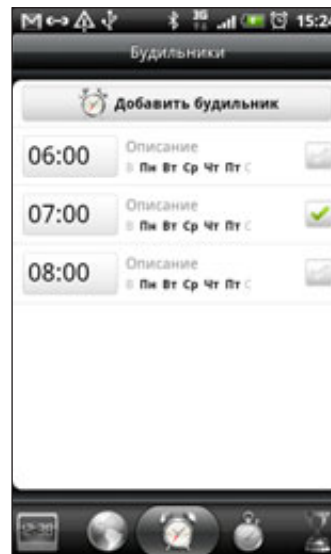 15:24
Будильники
Добавить будильник
06:00
Описание
В Пн Вт Ср Чт Пт С
07:00
Описание
В Пн Вт Ср Чт Пт С
08:00
Описание
В Пн Вт Ср Чт Пт С